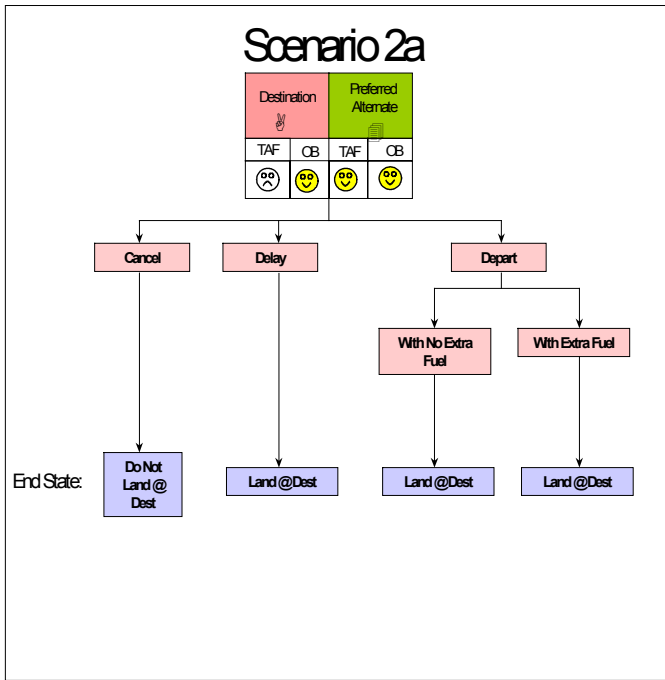 Scenario 2a
Destination
Preferred
Alternate
TAF OB TAF OB
Cancel Delay Depart
With No Extra
Fuel
With Extra Fuel
End State:
Do Not
Land @
Dest
Land @Dest Land @Dest Land @Dest